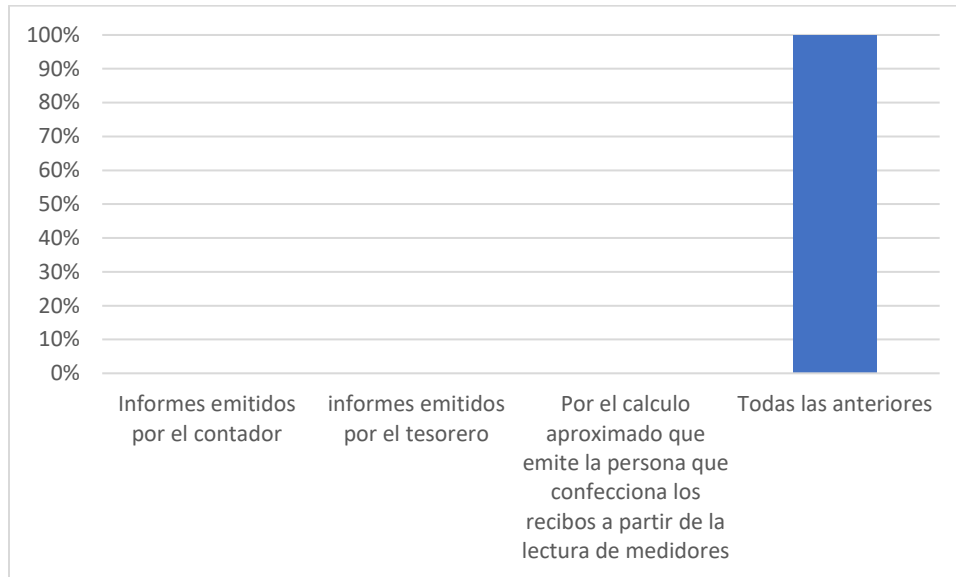 100%
90%
80%
70%
60%
50%
40%
30%
20%
10%
0%
Informes emitidos
por el contador
informes emitidos
por el tesorero
Por el calculo
aproximado que
emite la persona que
confecciona los
recibos a partir de la
lectura de medidores
Todas las anteriores